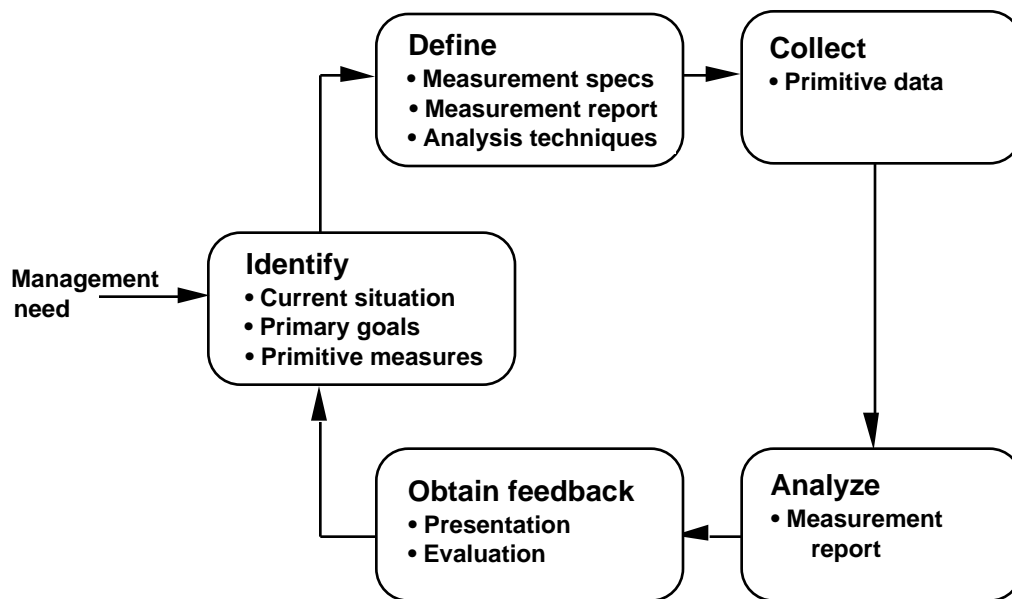 Management
need
Identify
• Current situation
• Primary goals
• Primitive measures
Define
• Measurement specs
• Measurement report
• Analysis techniques
Collect
• Primitive data
Analyze
• Measurement
report
Obtain feedback
• Presentation
• Evaluation